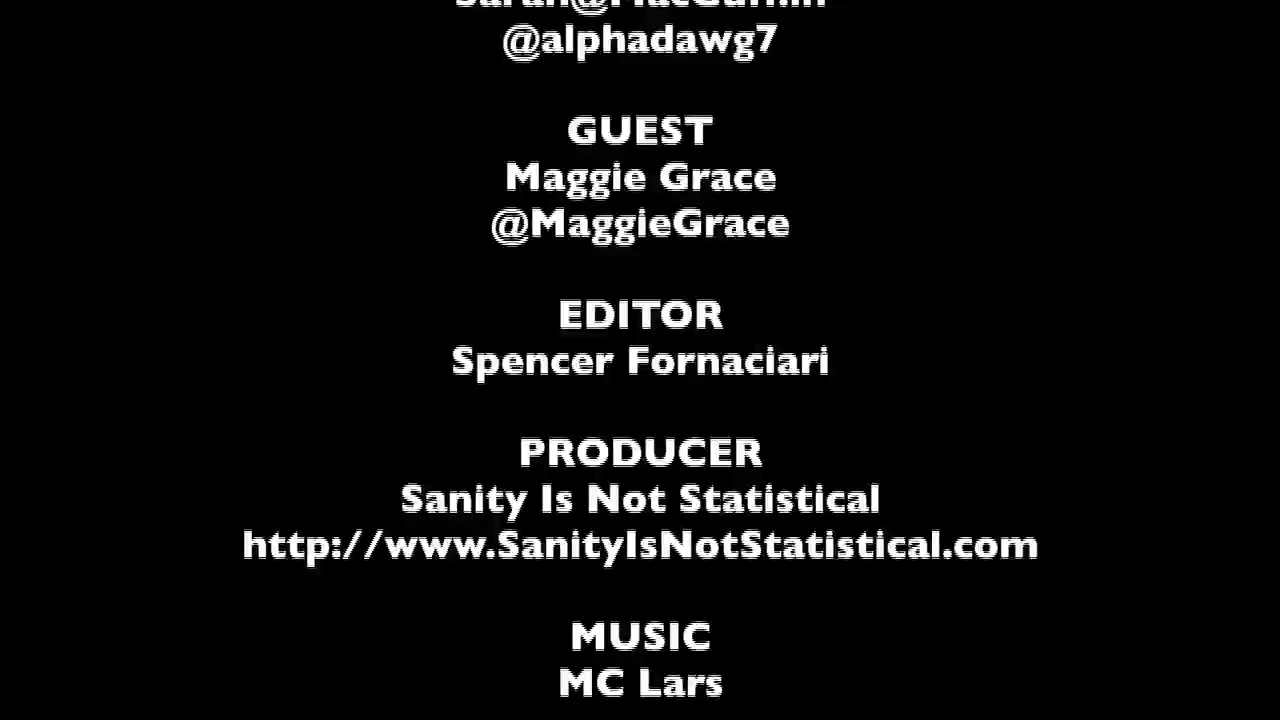 @alphadawg7
GUEST
Maggie Grace
@MaggieGrace
EDITOR
Spencer Fornaciari
PRODUCER
Sanity Is Not Statistical
http://www.SanityIsNotStatistical.com
MUSIC
MC Lars